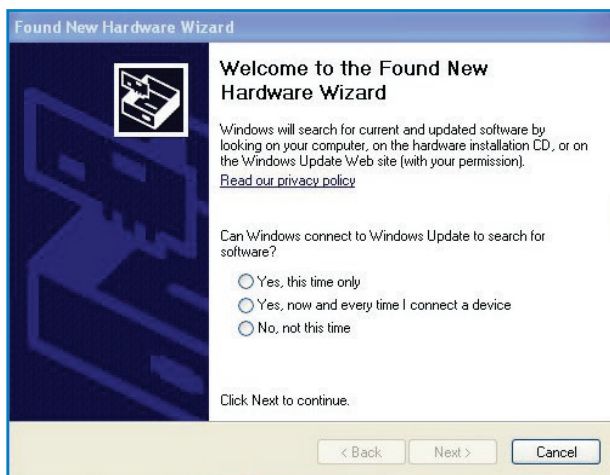 Found New Hardware Wizard
Welcome to the Found New
Hardware Wizard
Windows will search for current and updated software by
looking on your computer, on the hardware installation CD, or on
the Windows Update Web site (with your permission).
Read our privacy policy
Can Windows connect to Windows Update to search for
software?
Yes, this time only
Yes, now and every time I connect a device
No, not this time
Click Next to continue.
< Back Next > Cancel